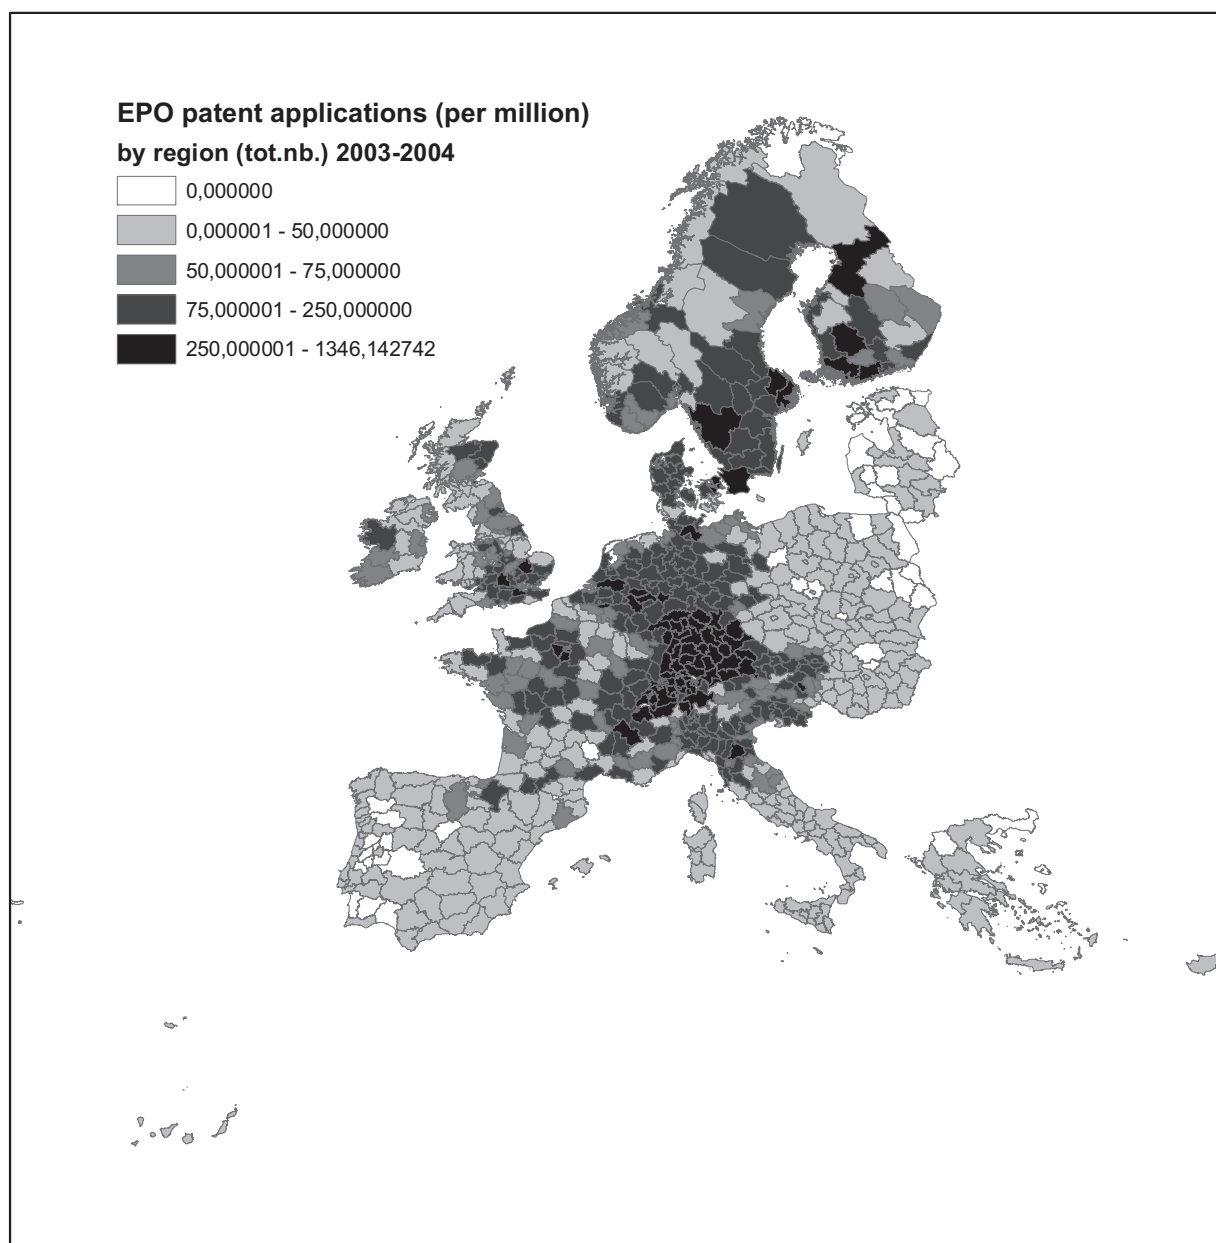 EPO patent applications (per million)
by region (tot.nb.) 2003-2004
0,000000
0,000001 - 50,000000
50,000001 - 75,000000
75,000001 - 250,000000
250,000001 - 1346,142742